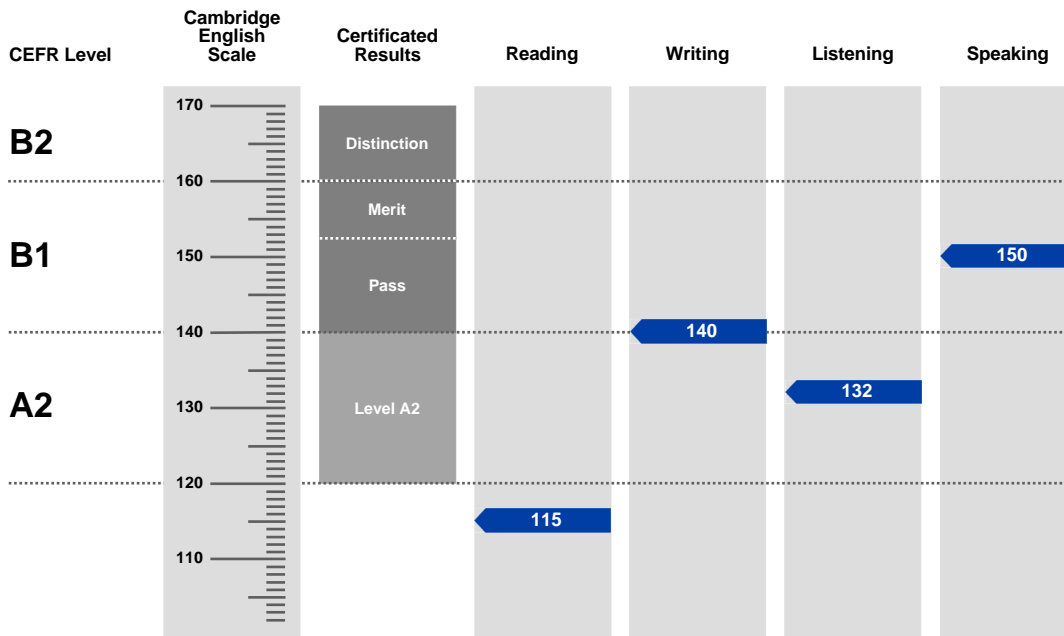 CEFR Level
Cambridge
English
Scale
Certificated
Results
Reading
Writing
Listening
Speaking
170
B2
Distinction
160
Merit
B1
150
150
Pass
140
140
A2
130
Level A2
132
120
115
110